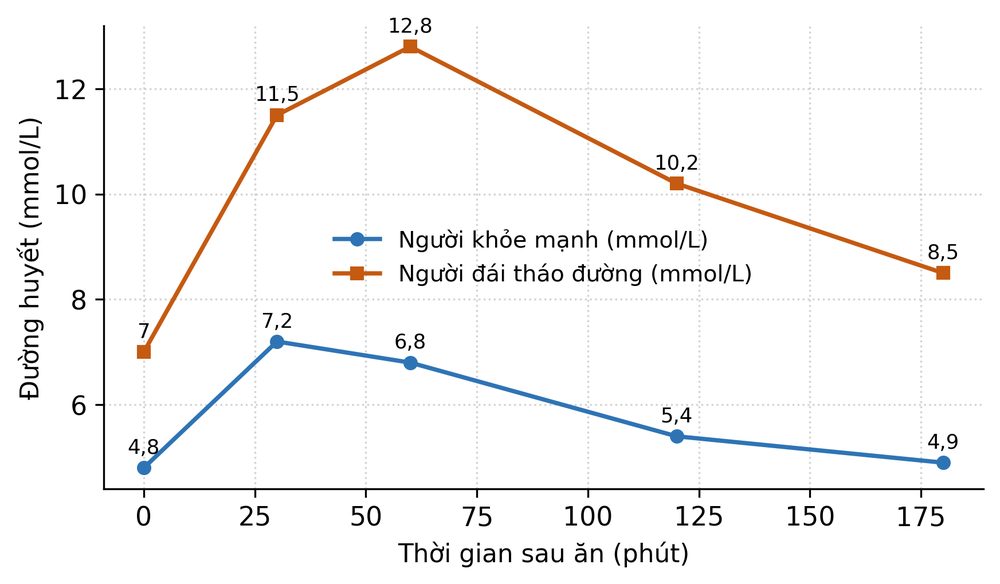 12,8
12
11,5
10,2
10
8,5
Người khỏe mạnh (mmol/L)
Người đái tháo đường (mmol/L)
8
7,2
7
6,8
6
5,4
4,8
4,9
Đường huyết (mmol/L)
0 25 50 75 100 125 150 175
Thời gian sau ăn (phút)